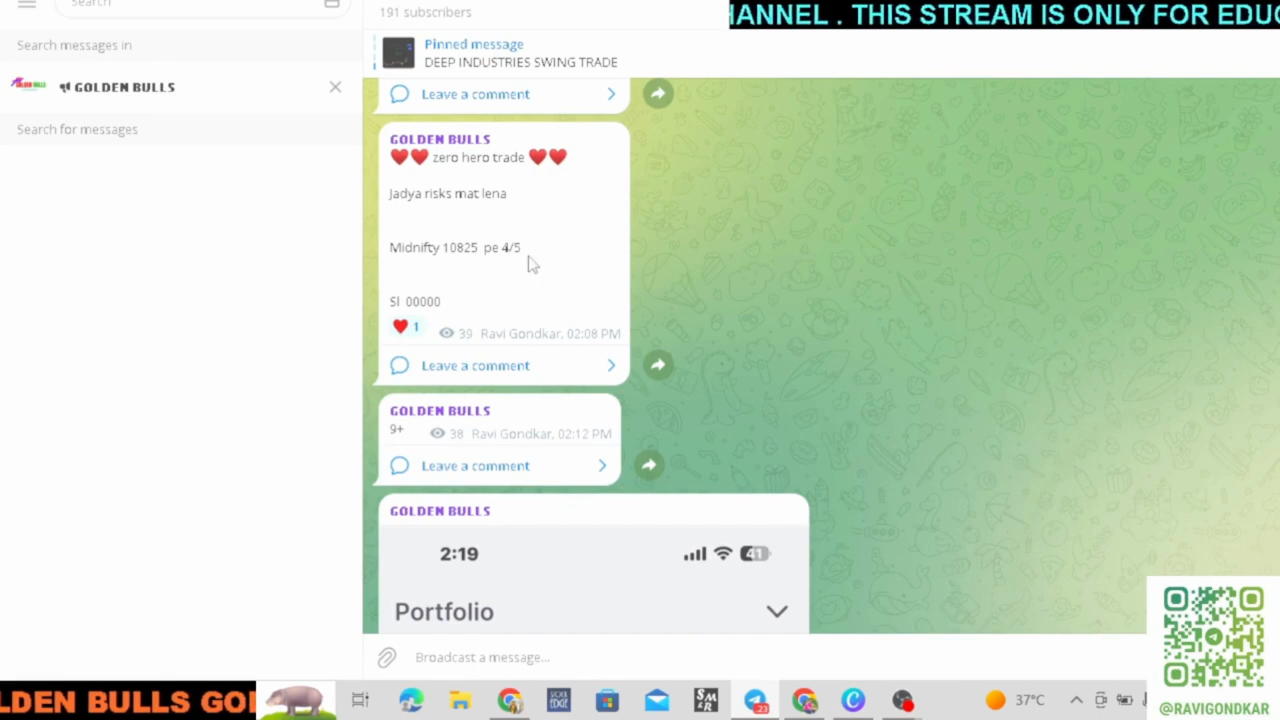 Search
191 subscribers
HANNEL . THIS STREAM IS ONLY FOR EDUC
Search messages in
Pinned message
DEEP INDUSTRIES SWING TRADE
GOLDEN BULLS
Search for messages
Leave a comment
GOLDEN BULLS
❤️❤️ zero hero trade ❤️❤️
Jadya risks mat lena
Midnifty 10825 pe 4/5
Sl 00000
❤️ 1 39 Ravi Gondkar, 02:08 PM
Leave a comment
GOLDEN BULLS
9+ 38 Ravi Gondkar, 02:12 PM
Leave a comment
GOLDEN BULLS
2:19 41
Portfolio
Broadcast a message...
LDEN BULLS GOL
23
37°C
@RAVIGONDKAR